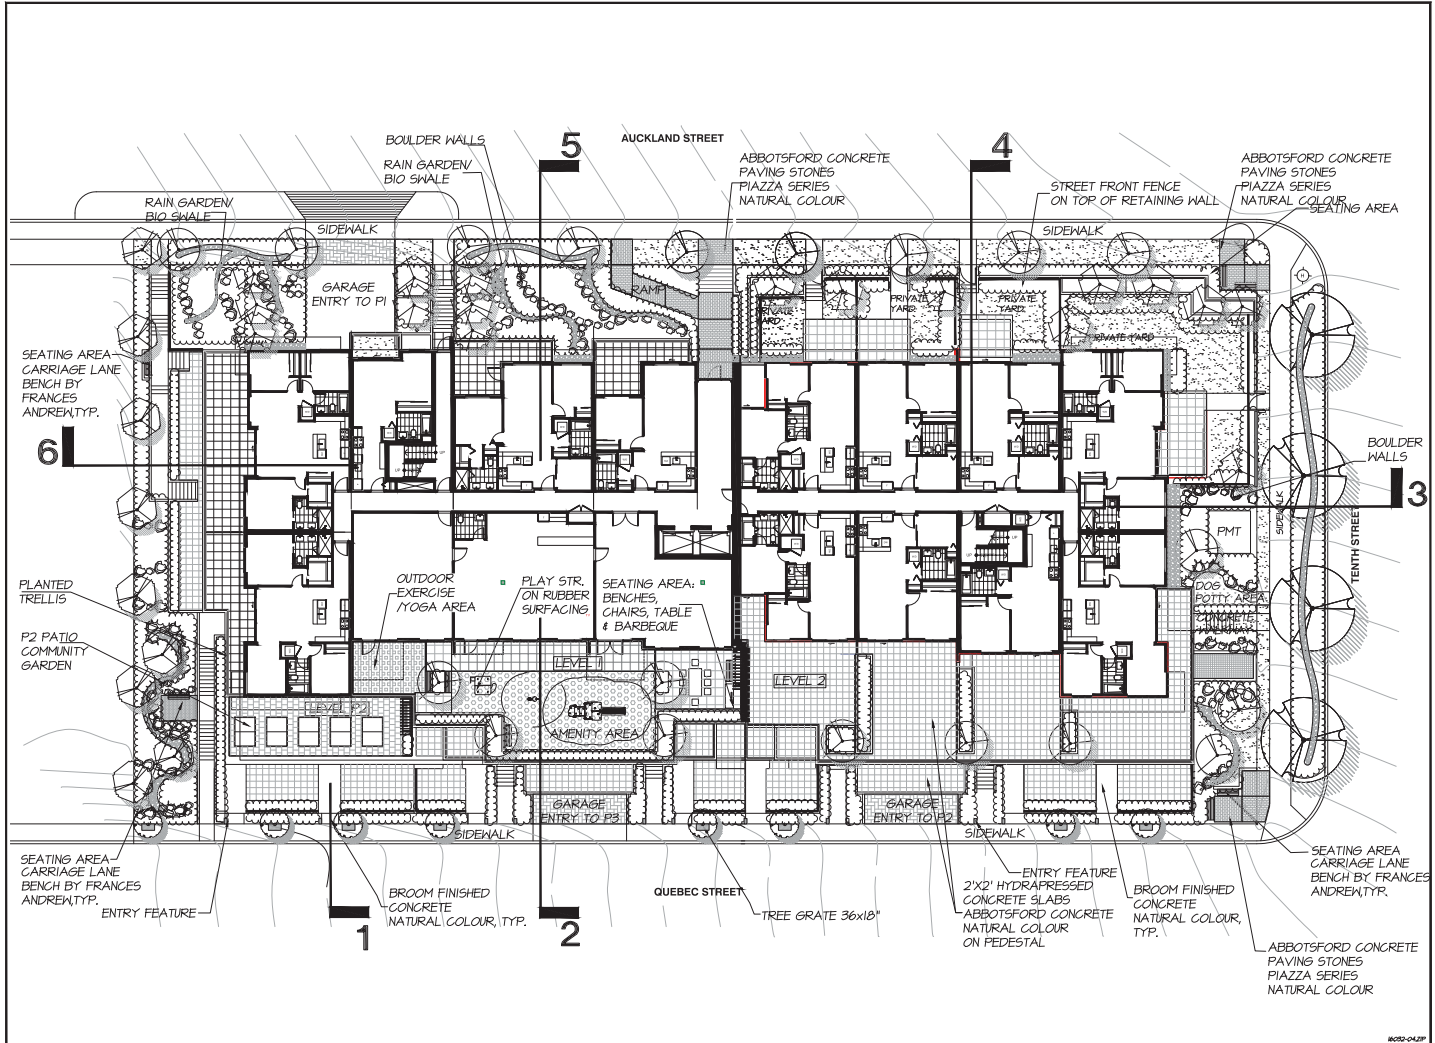 AUCKLAND STREET
5
4
BOULDER WALLS
RAIN GARDEN/
BIO SWALE
ABBOTSFORD CONCRETE
PAVING STONES
PIAZZA SERIES
NATURAL COLOUR
STREET FRONT FENCE
ON TOP OF RETAINING WALL
ABBOTSFORD CONCRETE
PAVING STONES
PIAZZA SERIES
NATURAL COLOUR
SEATING AREA
RAIN GARDEN/
BIO SWALE
SIDEWALK
SIDEWALK
GARAGE
ENTRY TO P1
RAMP
PRIVATE
YARD
PRIVATE
YARD
PRIVATE
YARD
PRIVATE YARD
SEATING AREA
CARRIAGE LANE
BENCH BY
FRANCES
ANDREW,TYP.
6
BOULDER
WALLS
3
SIDEWALK
TENTH STREET
PMT
DOG
POTTY AREA
CONCRETE
PLANTED
TRELLIS
P2 PATIO
COMMUNITY
GARDEN
OUTDOOR
EXERCISE
/YOGA AREA
PLAY STR.
ON RUBBER
SURFACING
SEATING AREA:
BENCHES,
CHAIRS, TABLE
& BARBEQUE
LEVEL 1
LEVEL 2
LEVEL P2
AMENITY AREA
GARAGE
ENTRY TO P3
GARAGE
ENTRY TO P2
SIDEWALK
SIDEWALK
SEATING AREA
CARRIAGE LANE
BENCH BY FRANCES
ANDREW,TYP.
ENTRY FEATURE
1
BROOM FINISHED
CONCRETE
NATURAL COLOUR, TYP.
2
QUEBEC STREET
TREE GRATE 36x18"
ENTRY FEATURE
2'X2' HYDRAPRESSED
CONCRETE SLABS
ABBOTSFORD CONCRETE
NATURAL COLOUR
ON PEDESTAL
BROOM FINISHED
CONCRETE
NATURAL COLOUR,
TYP.
SEATING AREA
CARRIAGE LANE
BENCH BY FRANCES
ANDREW,TYP.
ABBOTSFORD CONCRETE
PAVING STONES
PIAZZA SERIES
NATURAL COLOUR
16052-04.ZIP